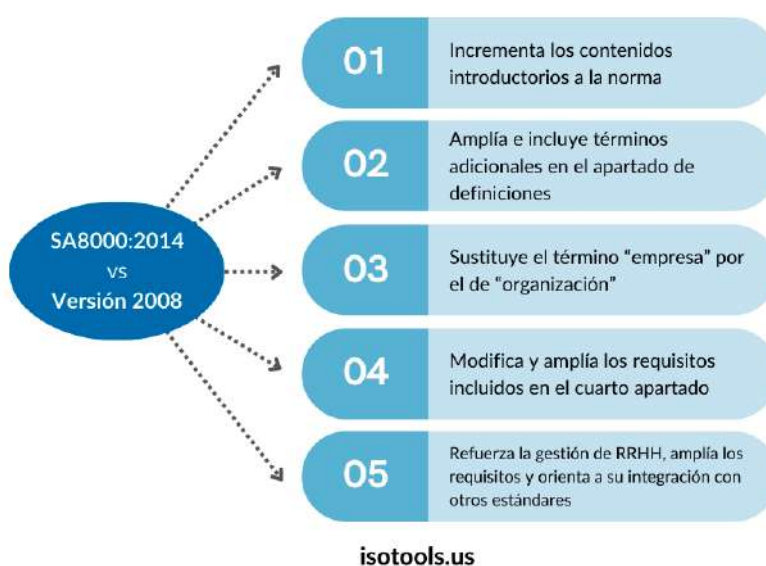 SA8000:2014
vs
Versión 2008
01
Incrementa los contenidos
introductorios a la norma
02
Amplía e incluye términos
adicionales en el apartado de
definiciones
03
Sustituye el término “empresa” por
el de “organización”
04
Modifica y amplía los requisitos
incluidos en el cuarto apartado
05
Refuerza la gestión de RRHH, amplía los
requisitos y orienta a su integración con
otros estándares
isotools.us